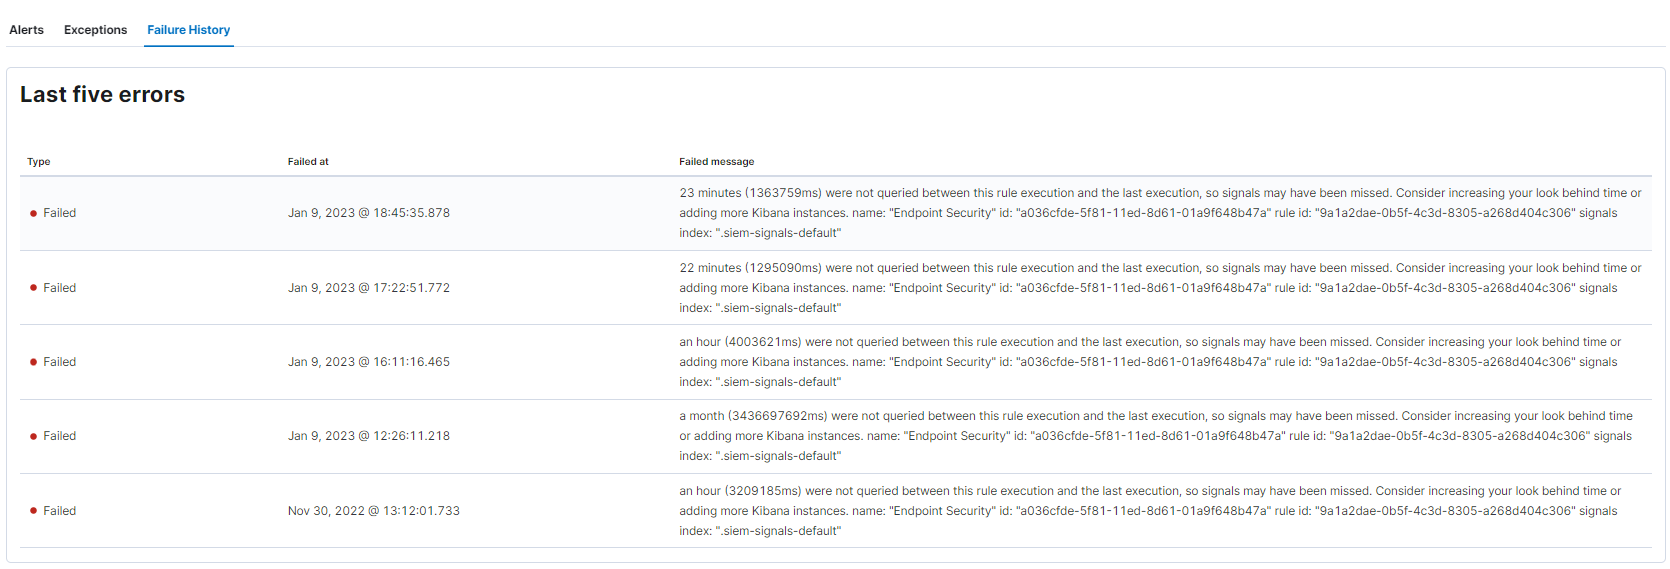 Alerts Exceptions Failure History
Last five errors
Type Failed at Failed message
23 minutes (1363759ms) were not queried between this rule execution and the last execution, so signals may have been missed. Consider increasing your look behind time or
Failed Jan 9, 2023 @ 18:45:35.878 adding more Kibana instances. name: "Endpoint Security" id: "a036cfde-5f81-11ed-8d61-01a9f648b47a" rule id: "9a1a2dae-0b5f-4c3d-8305-a268d404c306" signals
index: ".siem-signals-default"
22 minutes (1295090ms) were not queried between this rule execution and the last execution, so signals may have been missed. Consider increasing your look behind time or
Failed Jan 9, 2023 @ 17:22:51.772 adding more Kibana instances. name: "Endpoint Security" id: "a036cfde-5f81-11ed-8d61-01a9f648b47a" rule id: "9a1a2dae-0b5f-4c3d-8305-a268d404c306" signals
index: ".siem-signals-default"
an hour (4003621ms) were not queried between this rule execution and the last execution, so signals may have been missed. Consider increasing your look behind time or
Failed Jan 9, 2023 @ 16:11:16.465 adding more Kibana instances. name: "Endpoint Security" id: "a036cfde-5f81-11ed-8d61-01a9f648b47a" rule id: "9a1a2dae-0b5f-4c3d-8305-a268d404c306" signals
index: ".siem-signals-default"
a month (3436697692ms) were not queried between this rule execution and the last execution, so signals may have been missed. Consider increasing your look behind time
Failed Jan 9, 2023 @ 12:26:11.218 or adding more Kibana instances. name: "Endpoint Security" id: "a036cfde-5f81-11ed-8d61-01a9f648b47a" rule id: "9a1a2dae-0b5f-4c3d-8305-a268d404c306" signals
index: ".siem-signals-default"
an hour (3209185ms) were not queried between this rule execution and the last execution, so signals may have been missed. Consider increasing your look behind time or
Failed Nov 30, 2022 @ 13:12:01.733 adding more Kibana instances. name: "Endpoint Security" id: "a036cfde-5f81-11ed-8d61-01a9f648b47a" rule id: "9a1a2dae-0b5f-4c3d-8305-a268d404c306" signals
index: ".siem-signals-default"